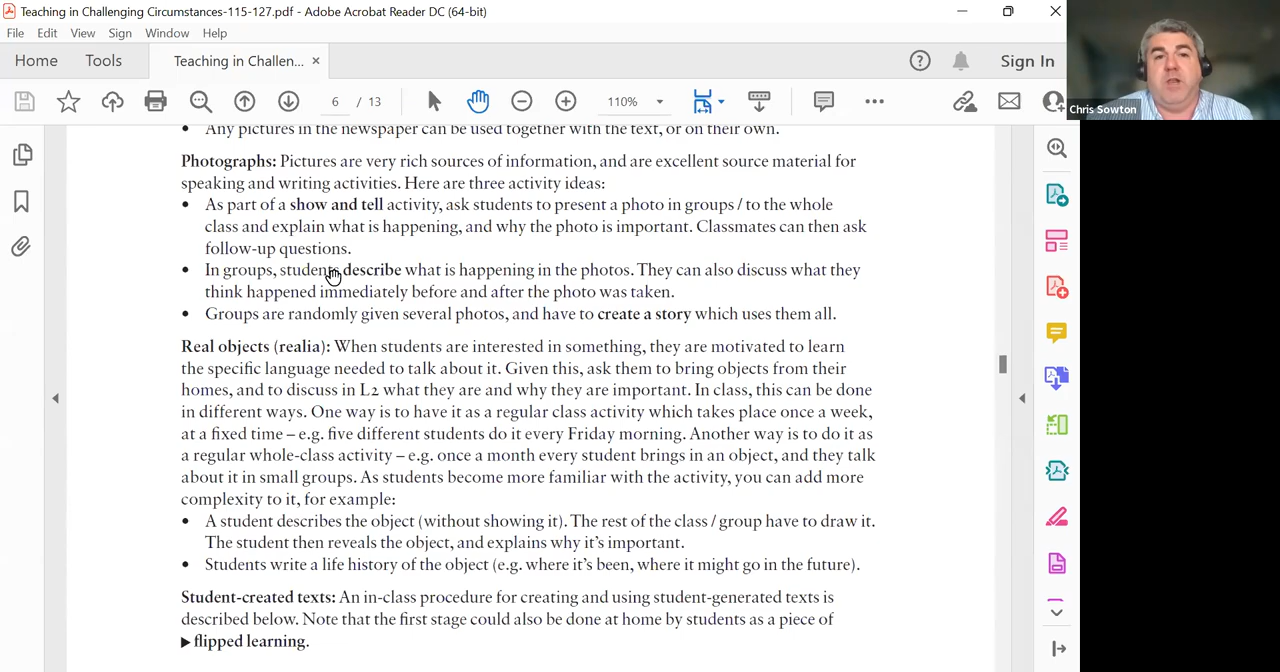 Teaching in Challenging Circumstances-115-127.pdf - Adobe Acrobat Reader DC (64-bit)
File Edit View Sign Window Help
Home Tools Teaching in Challen... × Sign In
6 / 13 110%
Chris Sowton
• Any pictures in the newspaper can be used together with the text, or on their own.
Photographs: Pictures are very rich sources of information, and are excellent source material for
speaking and writing activities. Here are three activity ideas:
• As part of a show and tell activity, ask students to present a photo in groups / to the whole
class and explain what is happening, and why the photo is important. Classmates can then ask
follow-up questions.
• In groups, students describe what is happening in the photos. They can also discuss what they
think happened immediately before and after the photo was taken.
• Groups are randomly given several photos, and have to create a story which uses them all.
Real objects (realia): When students are interested in something, they are motivated to learn
the specific language needed to talk about it. Given this, ask them to bring objects from their
homes, and to discuss in L2 what they are and why they are important. In class, this can be done
in different ways. One way is to have it as a regular class activity which takes place once a week,
at a fixed time – e.g. five different students do it every Friday morning. Another way is to do it as
a regular whole-class activity – e.g. once a month every student brings in an object, and they talk
about it in small groups. As students become more familiar with the activity, you can add more
complexity to it, for example:
• A student describes the object (without showing it). The rest of the class / group have to draw it.
The student then reveals the object, and explains why it's important.
• Students write a life history of the object (e.g. where it's been, where it might go in the future).
Student-created texts: An in-class procedure for creating and using student-generated texts is
described below. Note that the first stage could also be done at home by students as a piece of
▶ flipped learning.